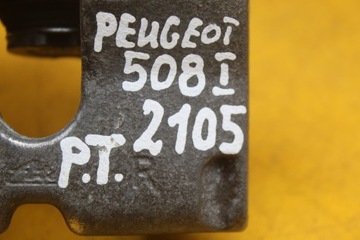 PEUGEOT
508 I
2105
P.T. R